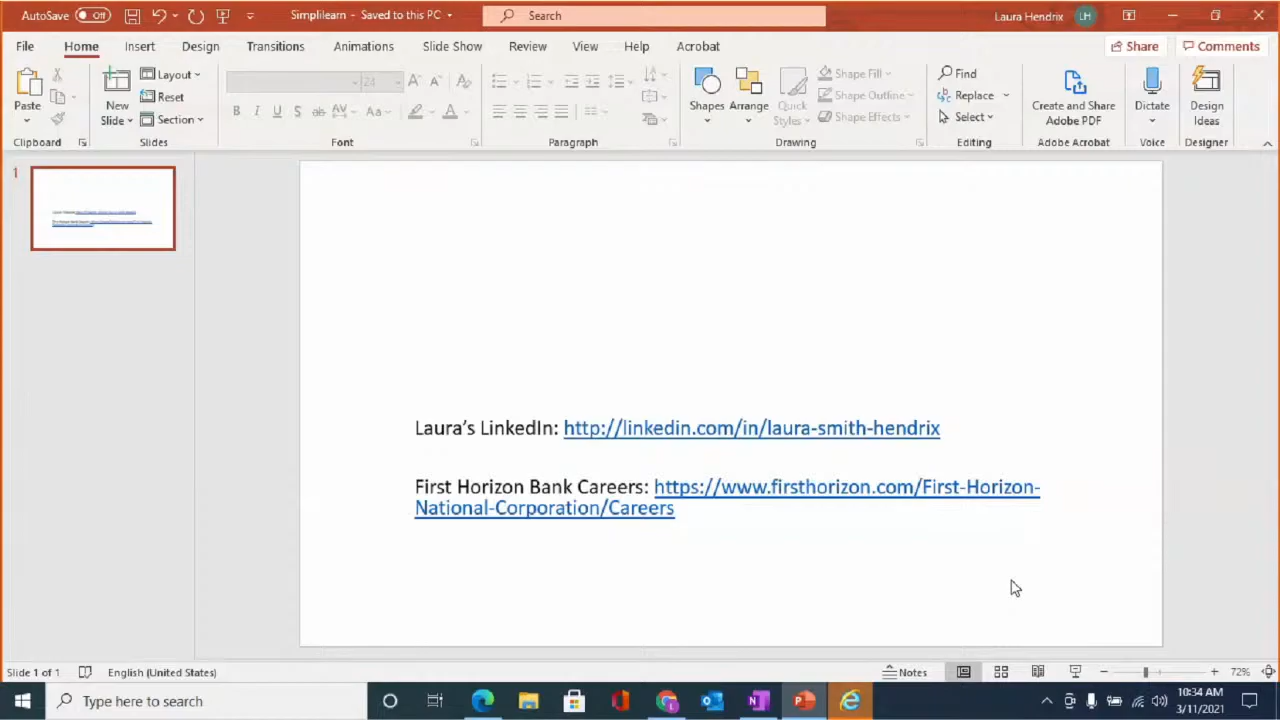 AutoSave Off Simplilearn - Saved to this PC Search Laura Hendrix LH
File Home Insert Design Transitions Animations Slide Show Review View Help Acrobat Share Comments
Paste New Slide Layout Reset Section 24 Shapes Arrange Quick Styles Shape Fill Shape Outline Shape Effects Find Replace Select Create and Share Adobe PDF Dictate Design Ideas
Clipboard Slides Font Paragraph Drawing Editing Adobe Acrobat Voice Designer
1
Laura's LinkedIn: http://linkedin.com/in/laura-smith-hendrix
First Horizon Bank Careers: https://www.firsthorizon.com/First-Horizon-
National-Corporation/Careers
Slide 1 of 1 English (United States) Notes 72%
Type here to search 10:34 AM
3/11/2021